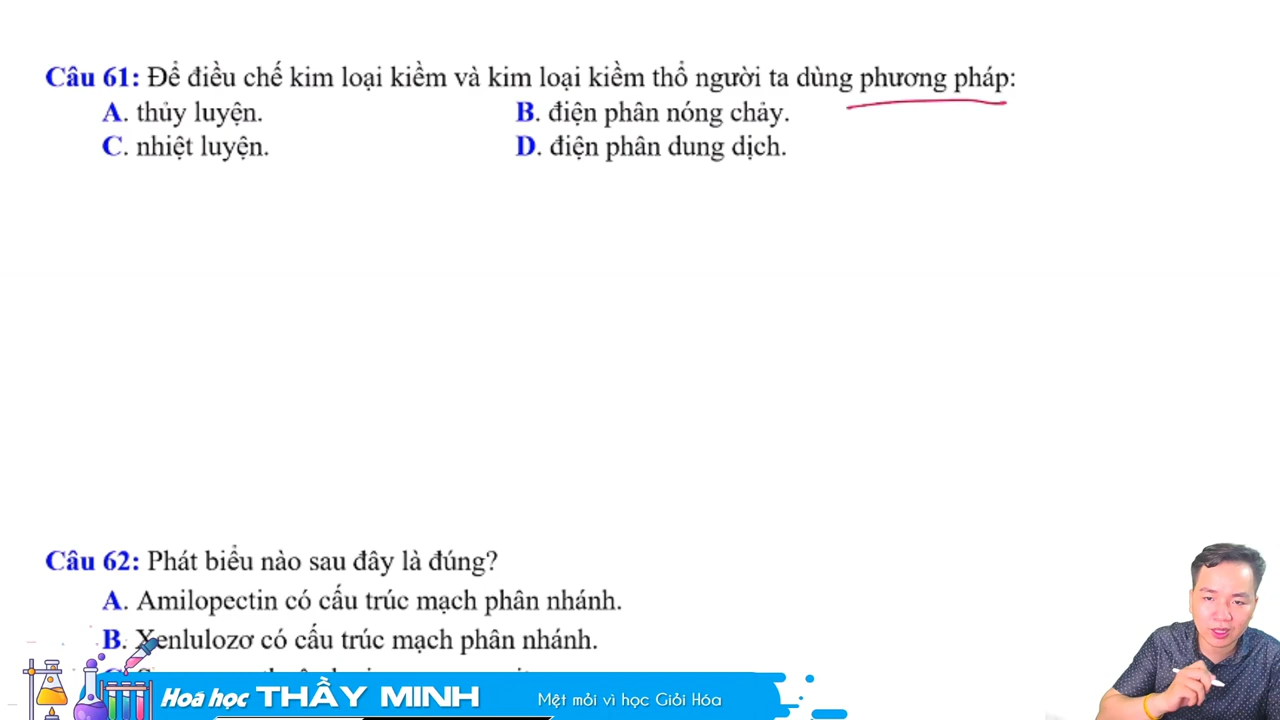 Câu 61: Để điều chế kim loại kiềm và kim loại kiềm thổ người ta dùng phương pháp:
A. thủy luyện. B. điện phân nóng chảy.
C. nhiệt luyện. D. điện phân dung dịch.
Câu 62: Phát biểu nào sau đây là đúng?
A. Amilopectin có cấu trúc mạch phân nhánh.
B. Xenlulozơ có cấu trúc mạch phân nhánh.
Hoá học THẦY MINH Mệt mỏi vì học Giỏi Hóa